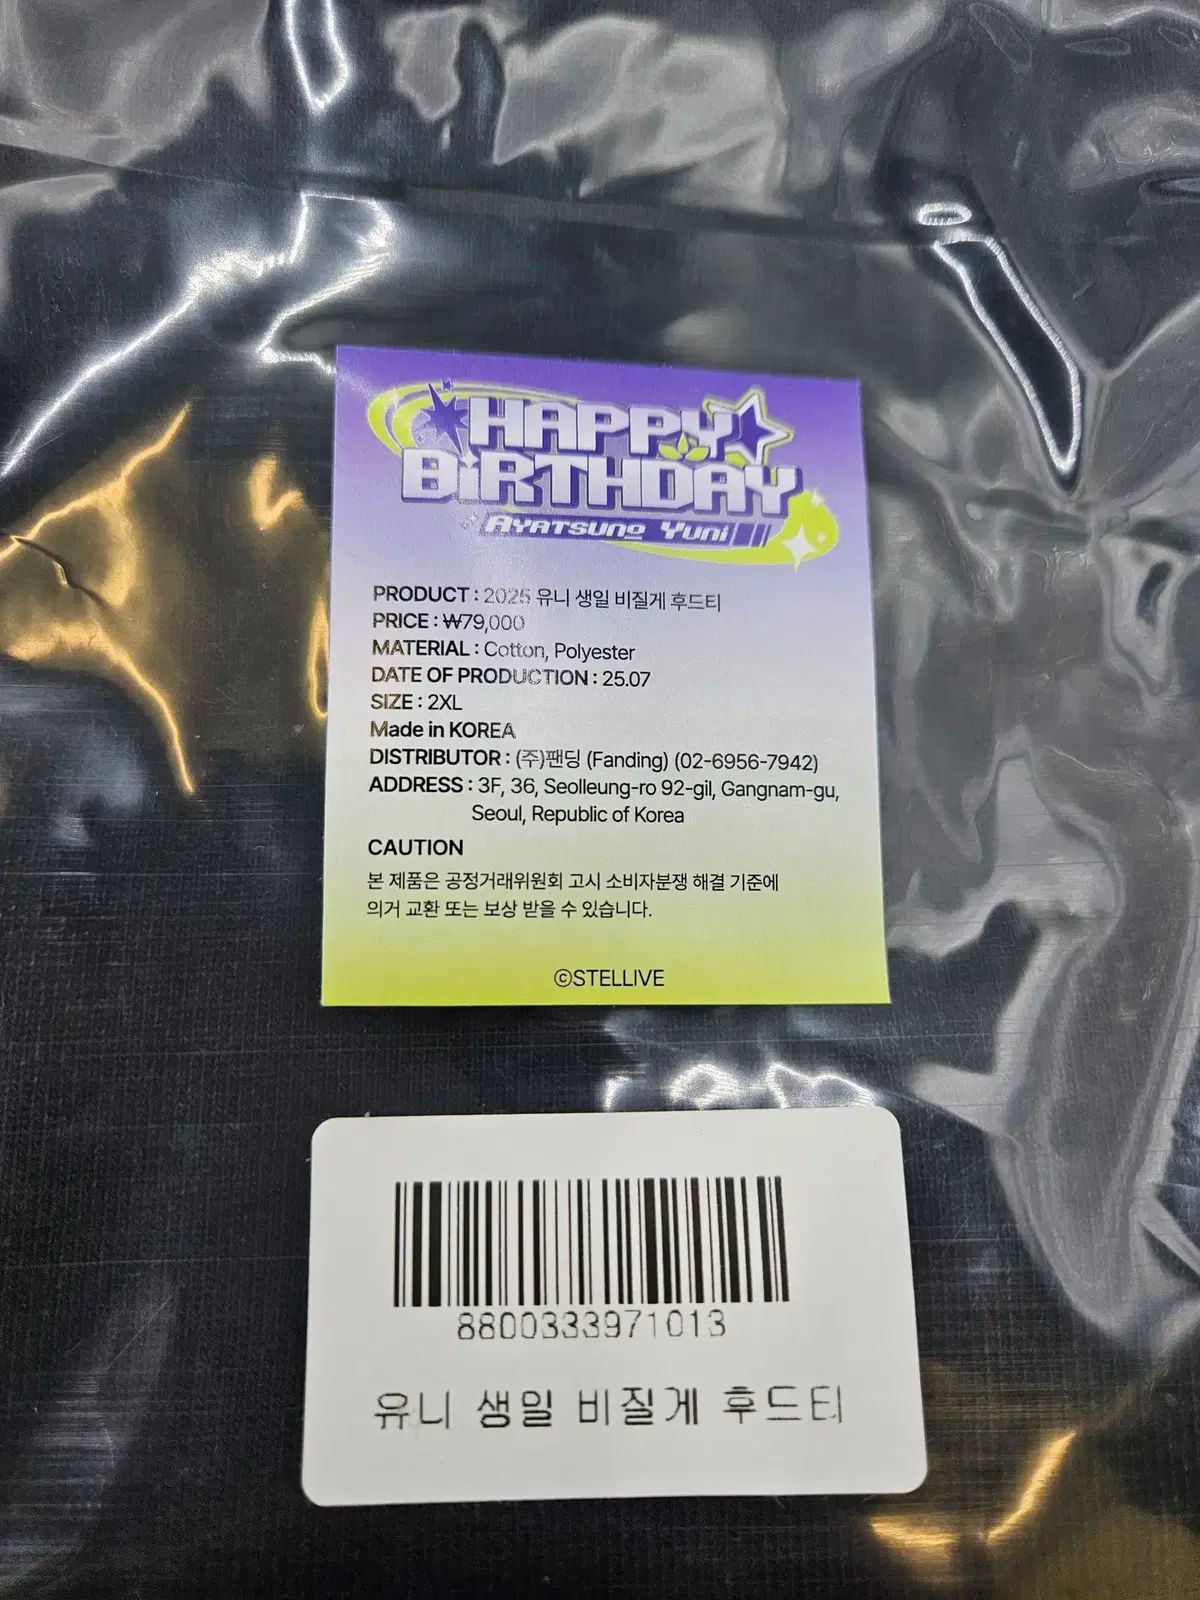 HAPPY
BiRTHDAY
AYATSUNO YUNi
PRODUCT : 2025 유니 생일 비질게 후드티
PRICE : ₩79,000
MATERIAL : Cotton, Polyester
DATE OF PRODUCTION : 25.07
SIZE : 2XL
Made in KOREA
DISTRIBUTOR : (주)팬딩 (Fanding) (02-6956-7942)
ADDRESS : 3F, 36, Seolleung-ro 92-gil, Gangnam-gu,
Seoul, Republic of Korea
CAUTION
본 제품은 공정거래위원회 고시 소비자분쟁 해결 기준에
의거 교환 또는 보상 받을 수 있습니다.
©STELLIVE
8800333971013
유니 생일 비질게 후드티